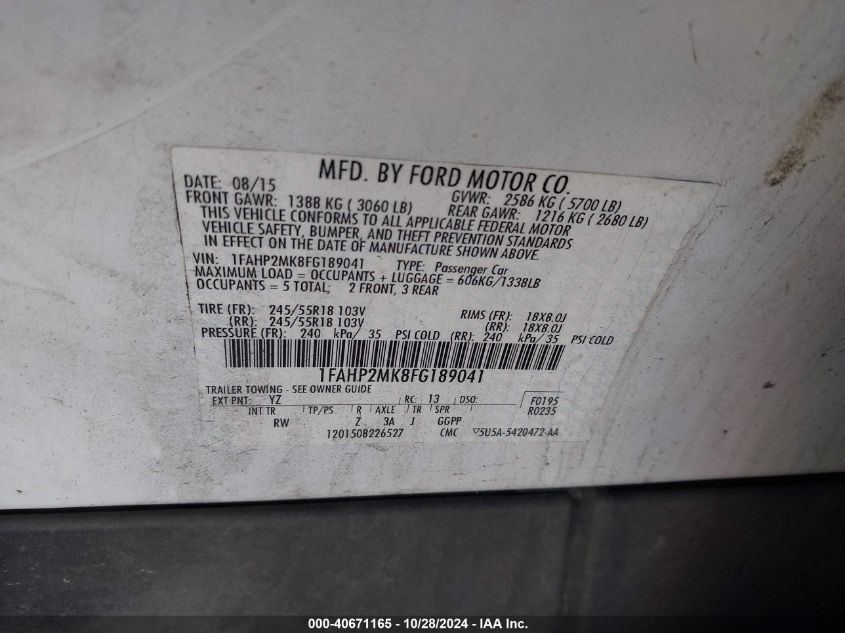 MFD. BY FORD MOTOR CO.
DATE: 08/15 GVWR: 2586 KG ( 5700 LB)
FRONT GAWR: 1388 KG ( 3060 LB) REAR GAWR: 1216 KG ( 2680 LB)
THIS VEHICLE CONFORMS TO ALL APPLICABLE FEDERAL MOTOR
VEHICLE SAFETY, BUMPER, AND THEFT PREVENTION STANDARDS
IN EFFECT ON THE DATE OF MANUFACTURE SHOWN ABOVE.
VIN: 1FAHP2MK8FG189041 TYPE: Passenger Car
MAXIMUM LOAD = OCCUPANTS + LUGGAGE = 606KG/1338LB
OCCUPANTS = 5 TOTAL; 2 FRONT, 3 REAR
TIRE (FR): 245/55R18 103V RIMS (FR): 18X8.0J
(RR): 245/55R18 103V (RR): 18X8.0J
PRESSURE (FR): 240 kPa/ 35 PSI COLD (RR): 240 kPa/ 35 PSI COLD
1FAHP2MK8FG189041
TRAILER TOWING - SEE OWNER GUIDE
EXT PNT: YZ RC: 13 DSO: F0195
INT TR TP/PS R AXLE TR SPR R0235
RW Z 3A J GGPP
1201508226527 CMC 5U5A-5420472-AA
000-40671165 - 10/28/2024 - IAA Inc.